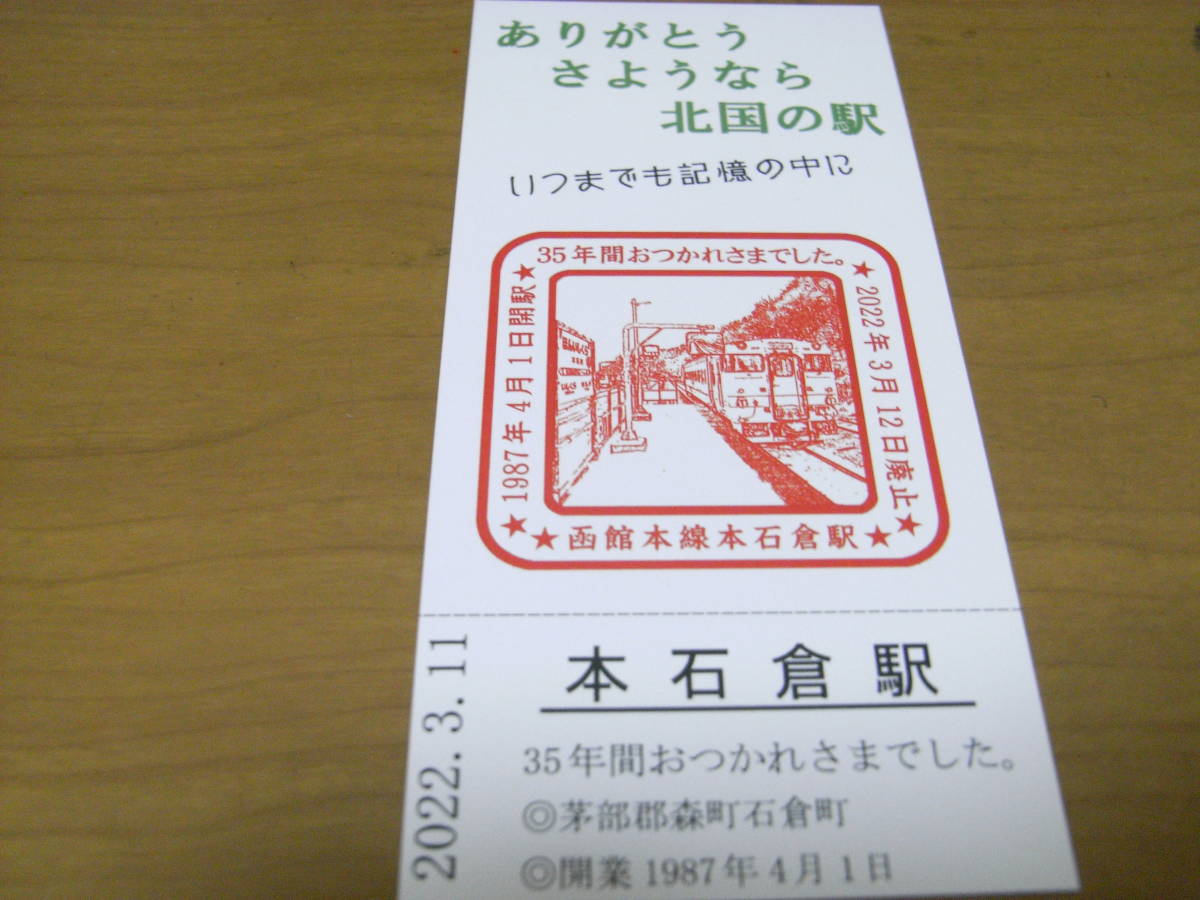 ありがとう
さようなら
北国の駅
いつまでも記憶の中に
35年間おつかれさまでした。
★1987年4月1日開駅★
★2022年3月12日廃止★
★函館本線本石倉駅★
2022.3.11
本石倉駅
35年間おつかれさまでした。
◎茅部郡森町石倉町
◎開業1987年4月1日